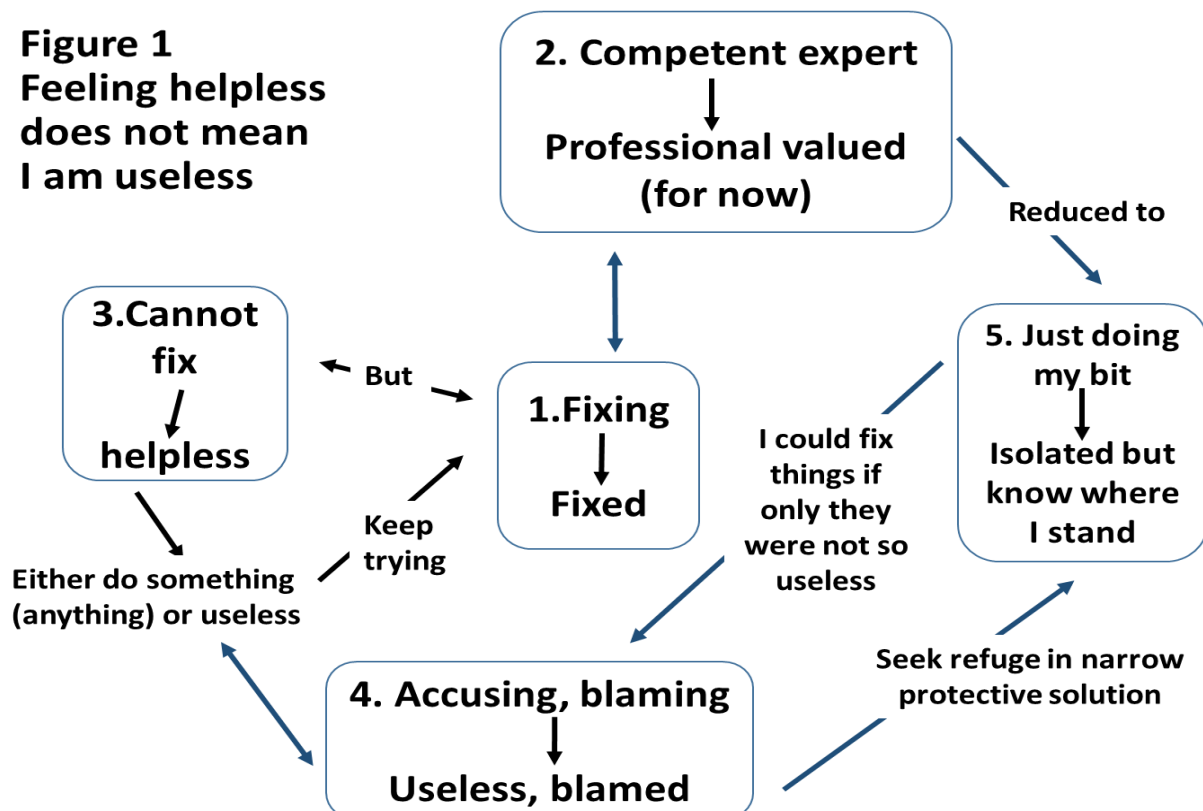 Figure 1
Feeling helpless
does not mean
I am useless
2. Competent expert
Professional valued
(for now)
Reduced to
3.Cannot
fix
helpless
But
1.Fixing
Fixed
5. Just doing
my bit
Isolated but
know where
I stand
I could fix
things if
only they
were not so
useless
Keep
trying
Either do something
(anything) or useless
Seek refuge in narrow
protective solution
4. Accusing, blaming
Useless, blamed